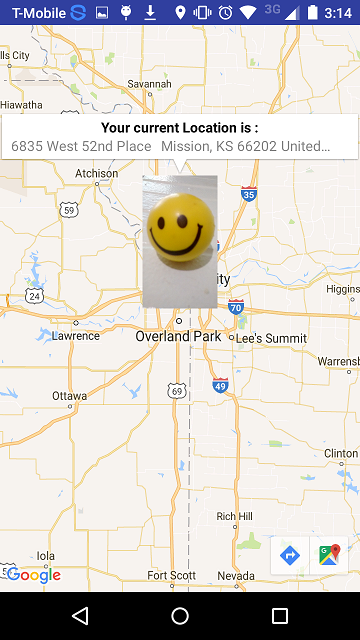 T-Mobile 3G 3:14
lls City
Savannah
Hiawatha
Your current Location is :
6835 West 52nd Place Mission, KS 66202 United...
Atchison
35
59
ity
24
70
Higgins
Lawrence
Overland Park
Lee's Summit
Warrensb
69
49
Ottawa
Clinton
Rich Hill
Iola
Google
Fort Scott
Nevada